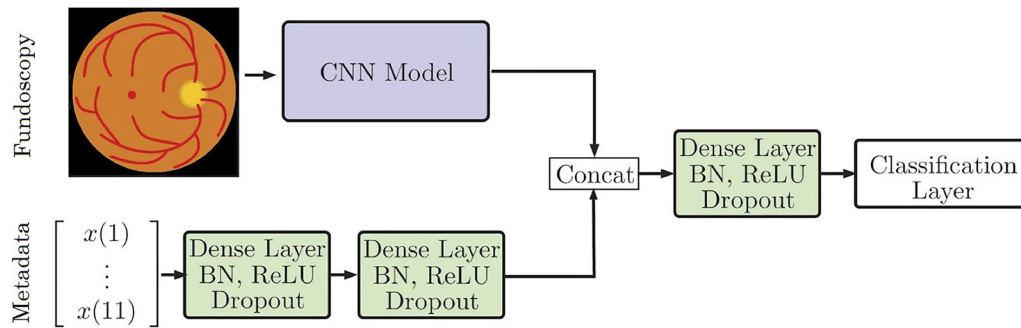 Fundoscopy
CNN Model
Concat
Dense Layer
BN, ReLU
Dropout
Classification
Layer
Metadata
x(1)
⋮
x(11)
Dense Layer
BN, ReLU
Dropout
Dense Layer
BN, ReLU
Dropout